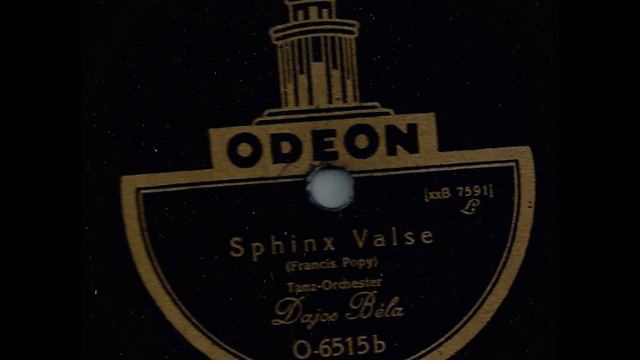 ODEON
[xxB 7591]
Sphinx Valse
(Francis Popy)
Tanz-Orchester
Dajos Béla
O-6515b